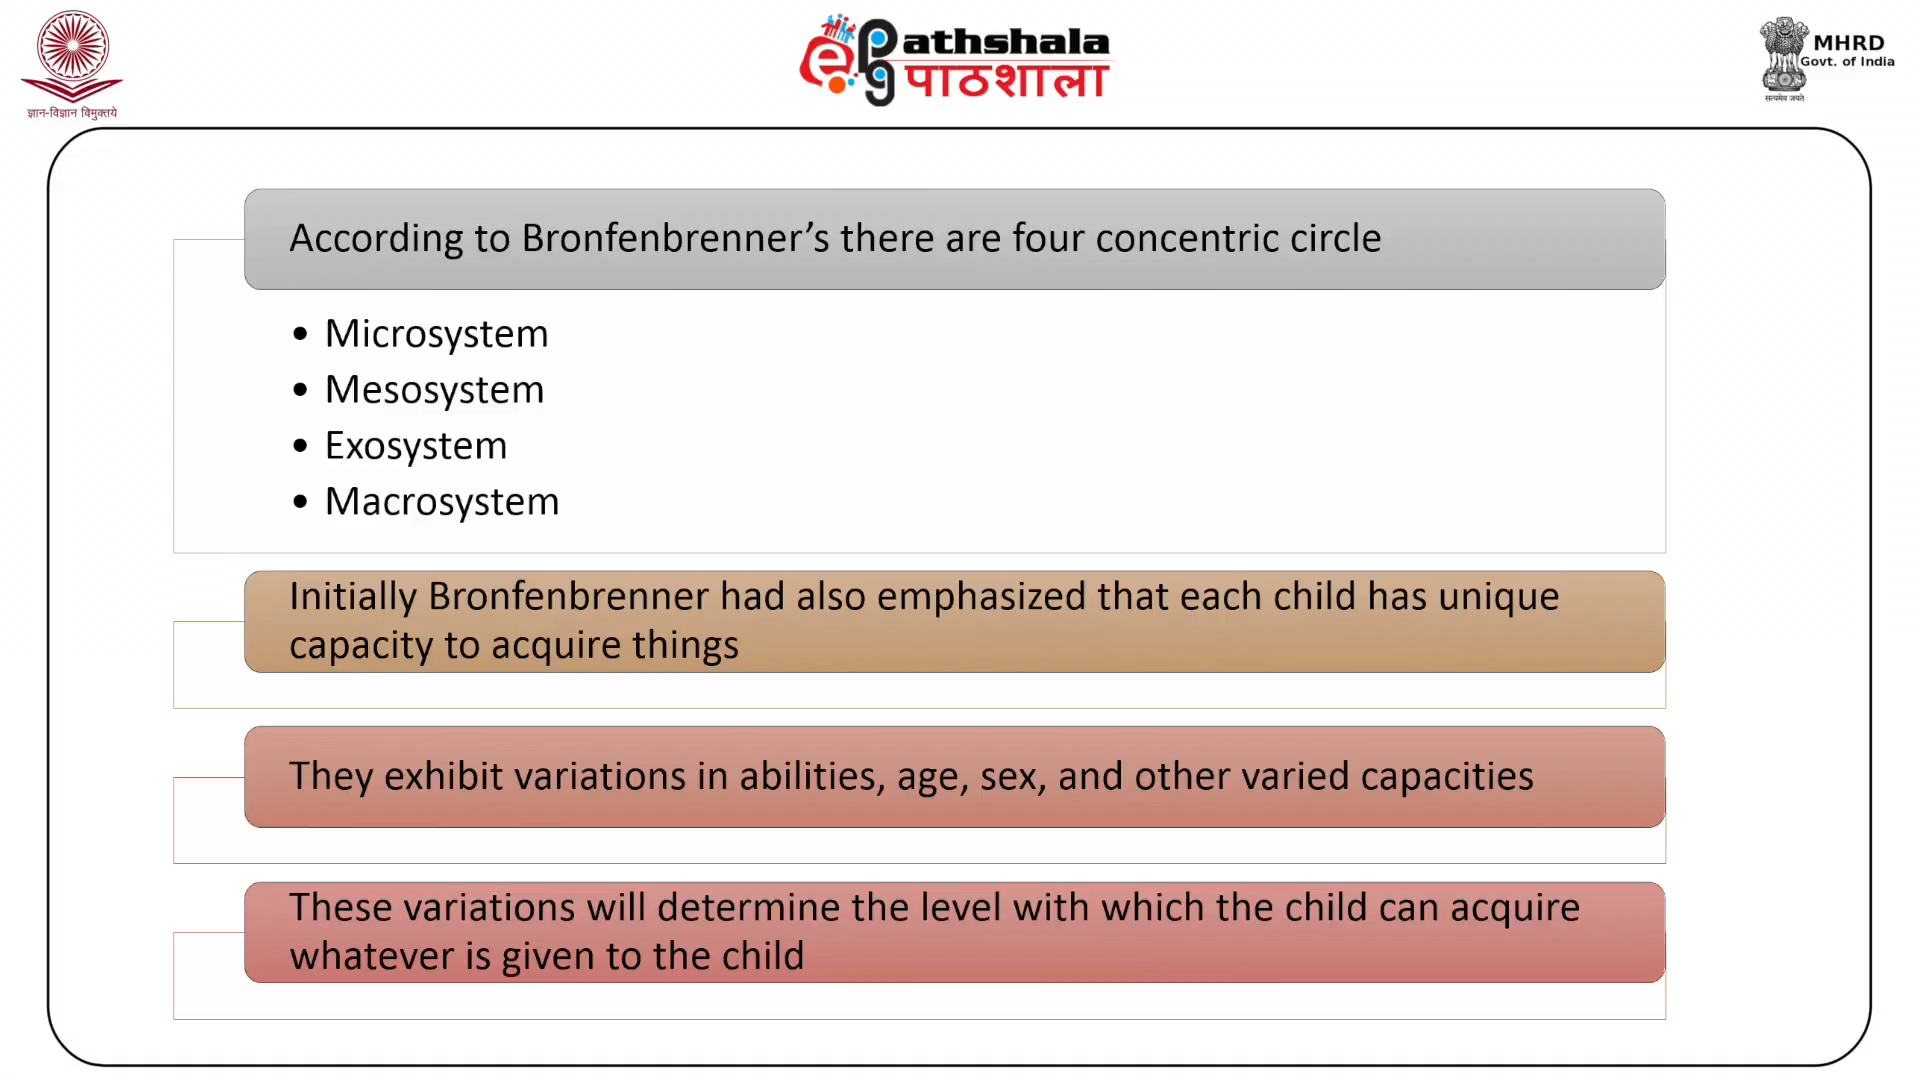 ज्ञान-विज्ञान विमुक्तये
e PG athshala
पाठशाला
MHRD
Govt. of India
सत्यमेव जयते
According to Bronfenbrenner’s there are four concentric circle
• Microsystem
• Mesosystem
• Exosystem
• Macrosystem
Initially Bronfenbrenner had also emphasized that each child has unique
capacity to acquire things
They exhibit variations in abilities, age, sex, and other varied capacities
These variations will determine the level with which the child can acquire
whatever is given to the child